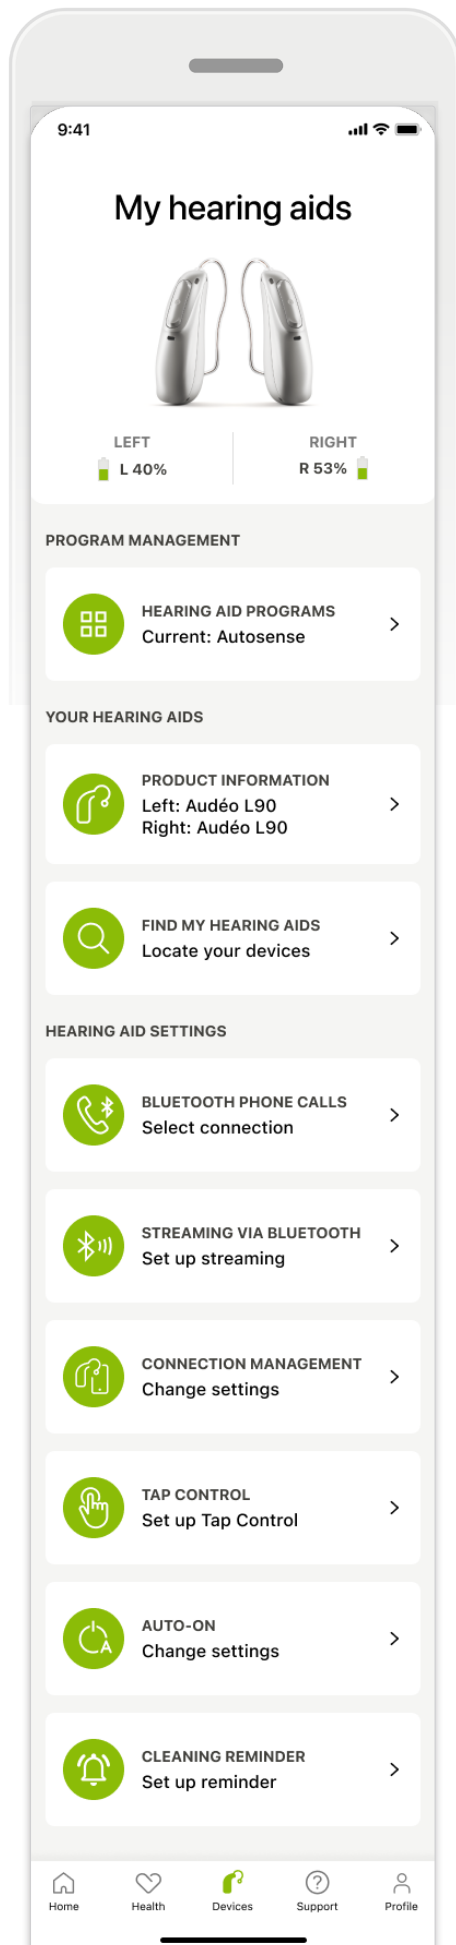 9:41
My hearing aids
LEFT
RIGHT
L 40%
R 53%
PROGRAM MANAGEMENT
HEARING AID PROGRAMS
Current: Autosense
YOUR HEARING AIDS
PRODUCT INFORMATION
Left: Audéo L90
Right: Audéo L90
FIND MY HEARING AIDS
Locate your devices
HEARING AID SETTINGS
BLUETOOTH PHONE CALLS
Select connection
STREAMING VIA BLUETOOTH
Set up streaming
CONNECTION MANAGEMENT
Change settings
TAP CONTROL
Set up Tap Control
AUTO-ON
Change settings
A
CLEANING REMINDER
Set up reminder
Home
Health
Devices
Support
Profile